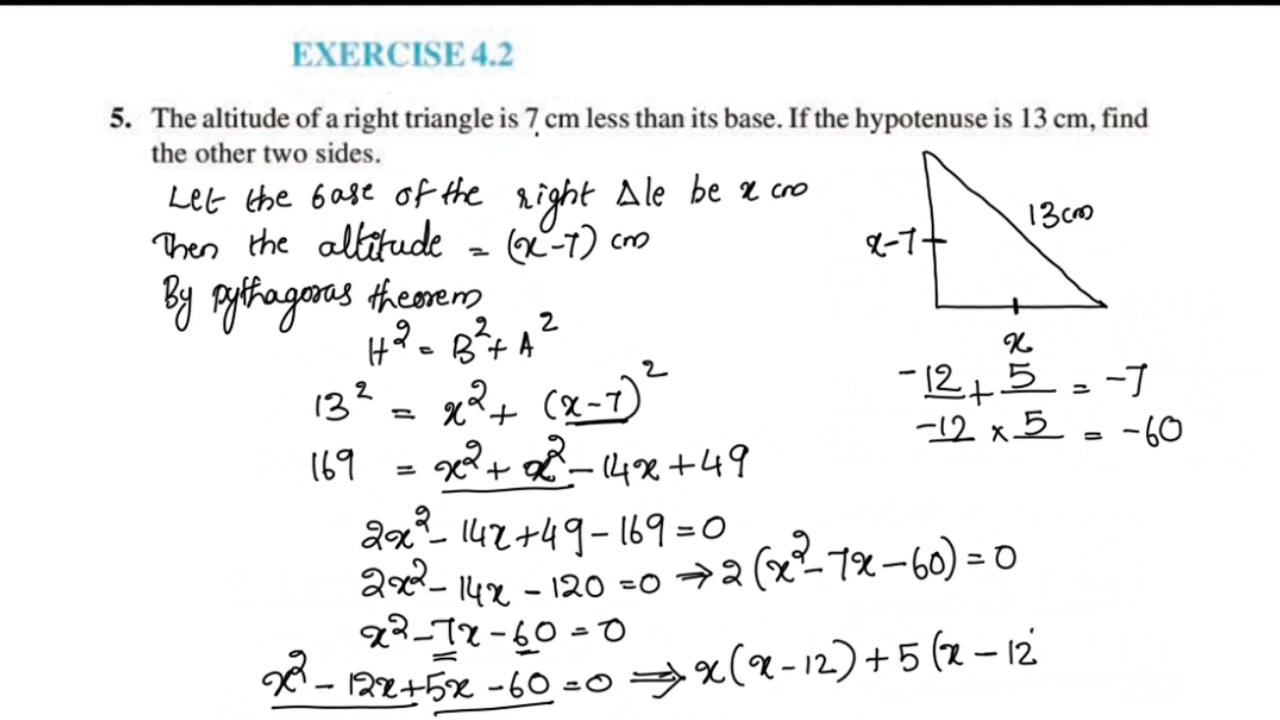 EXERCISE 4.2
5. The altitude of a right triangle is 7 cm less than its base. If the hypotenuse is 13 cm, find
the other two sides.
Let the base of the right Δle be x cm
Then the altitude = (x-7) cm
By pythagoras theorem
H² = B² + A²
13² = x² + (x-7)²
169 = x² + x² - 14x + 49
2x² - 14x + 49 - 169 = 0
2x² - 14x - 120 = 0 ⇒ 2(x² - 7x - 60) = 0
x² - 7x - 60 = 0
x² - 12x + 5x - 60 = 0 ⟹ x(x - 12) + 5(x - 12
13cm
x-7
x
-12 + 5 = -7
-12 × 5 = -60